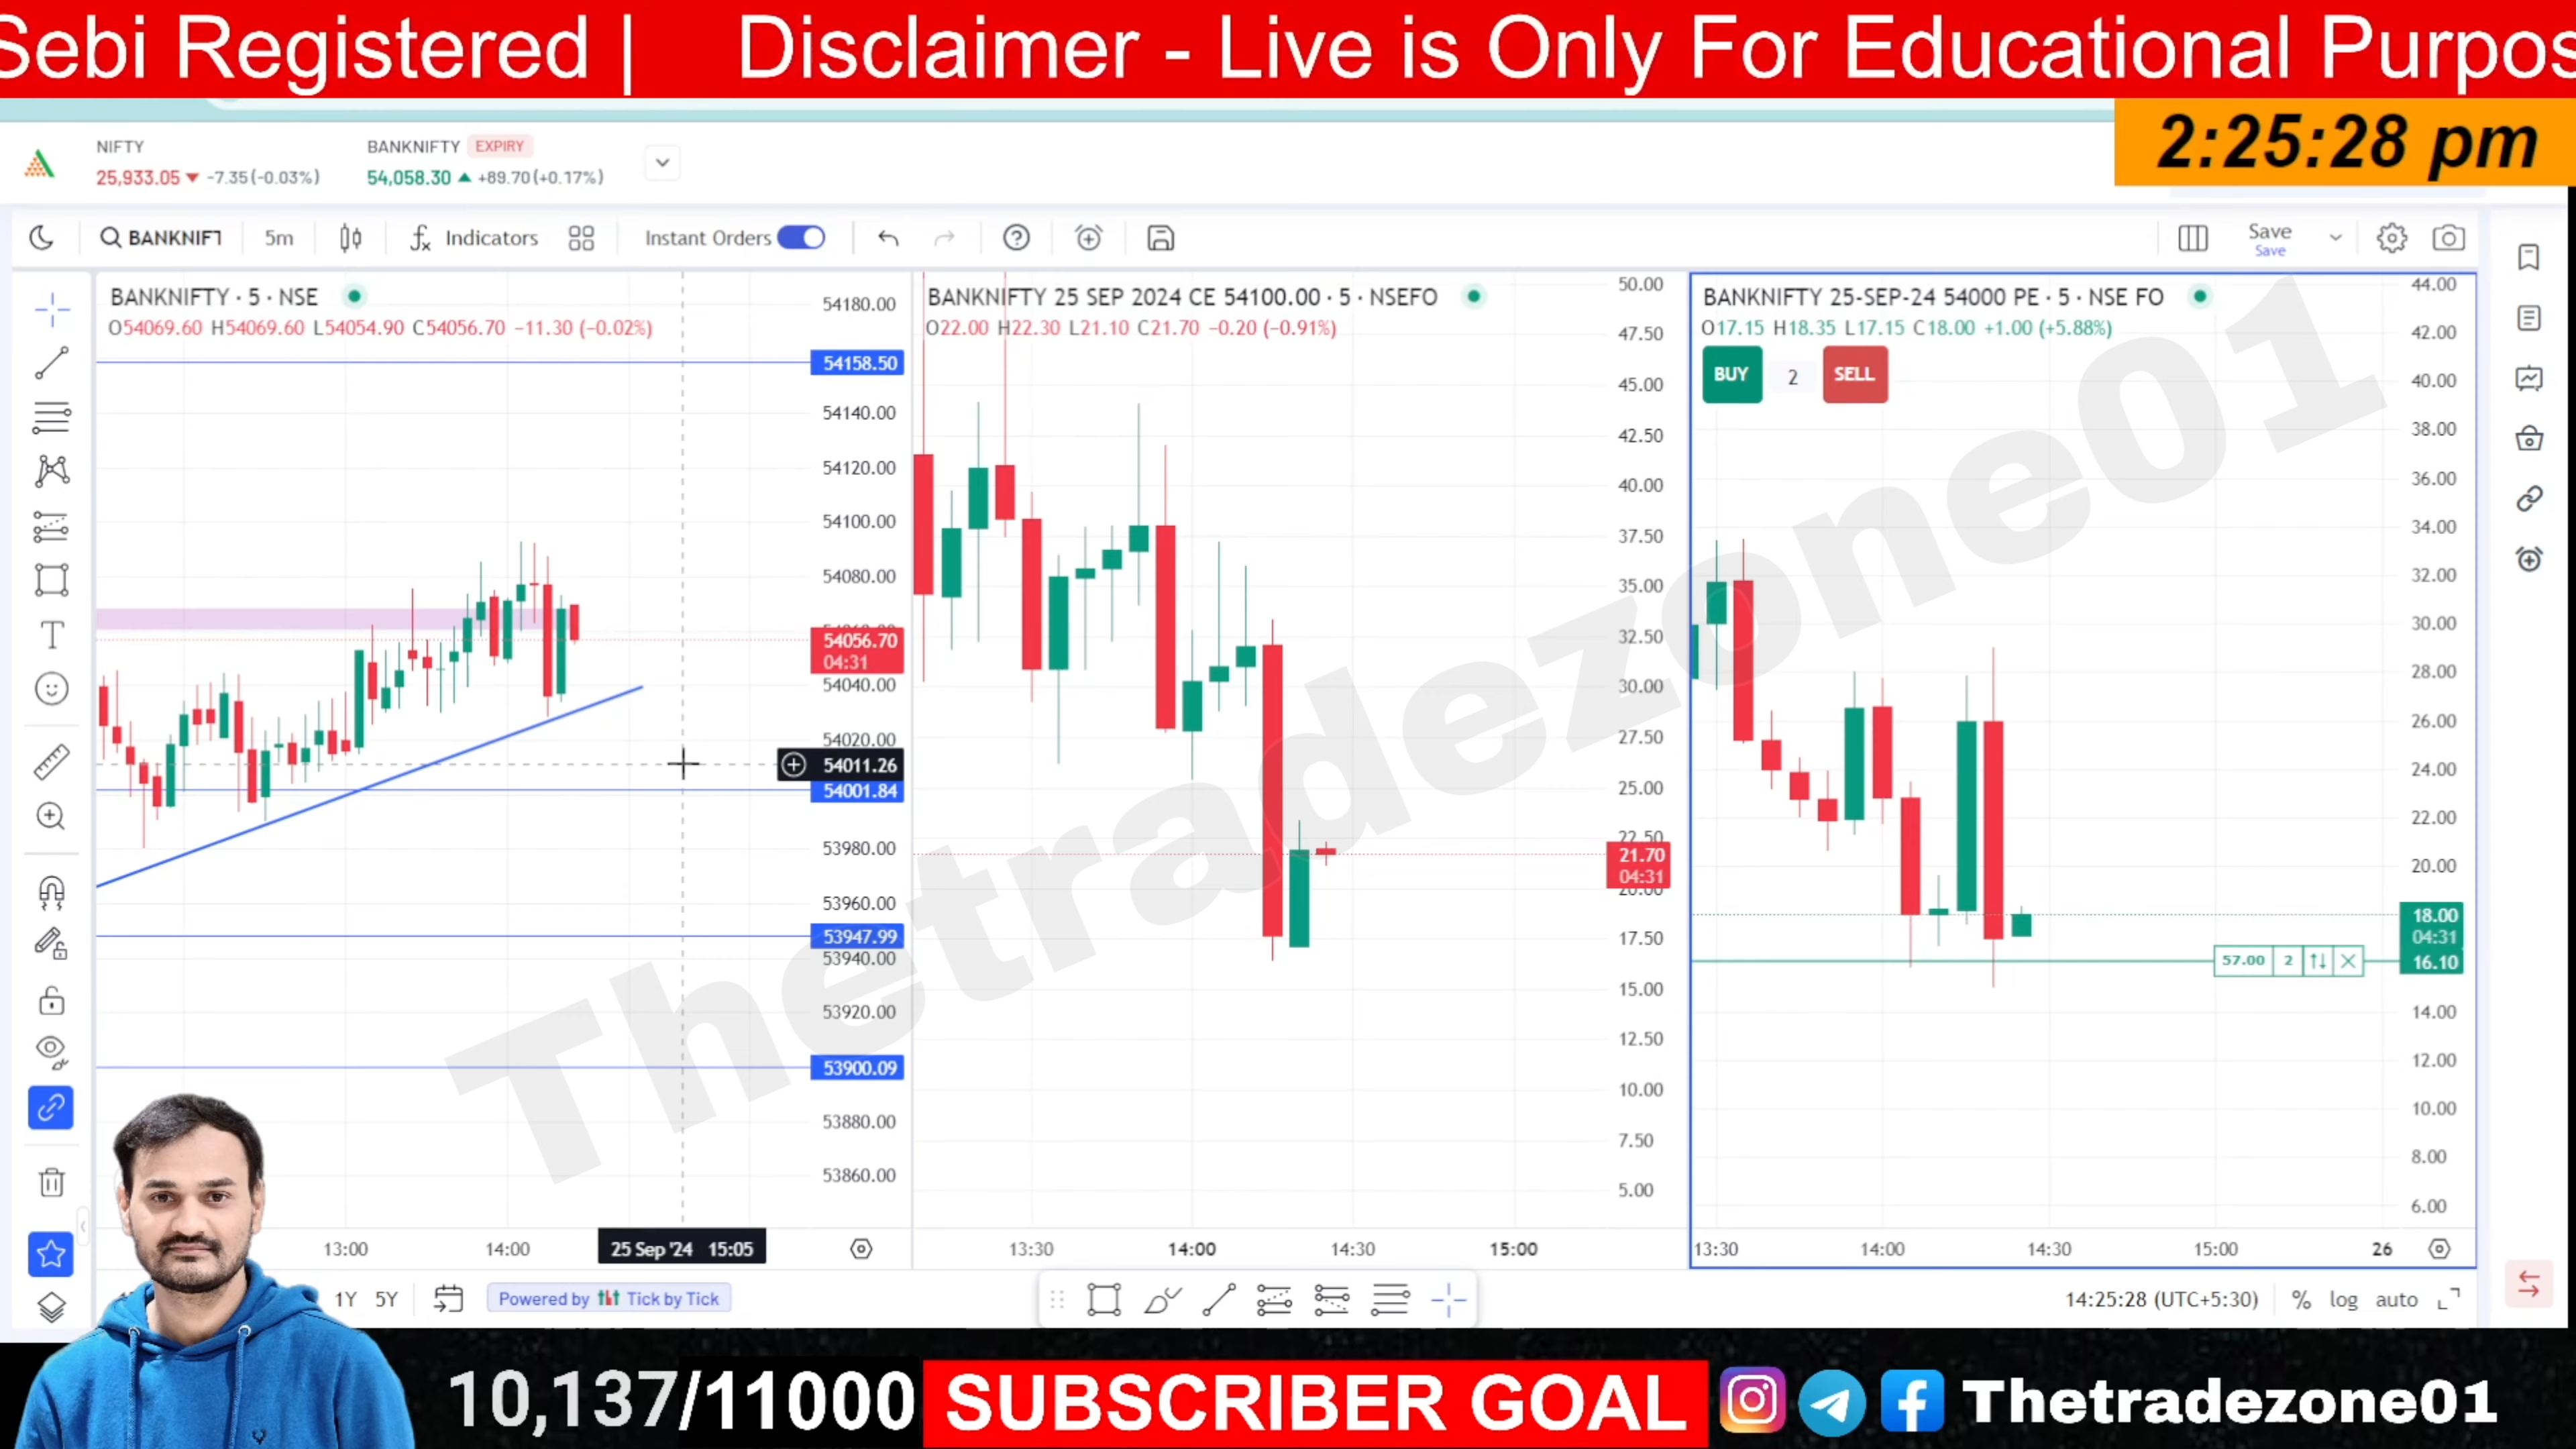 Sebi Registered | Disclaimer - Live is Only For Educational Purpos
2:25:28 pm
NIFTY
25,933.05 ▼ -7.35(-0.03%)
BANKNIFTY EXPIRY
54,058.30 ▲ +89.70(+0.17%)
BANKNIFT 5m Indicators Instant Orders Save
Save
BANKNIFTY · 5 · NSE
O54069.60 H54069.60 L54054.90 C54056.70 −11.30 (−0.02%)
54180.00
54158.50
54140.00
54120.00
54100.00
54080.00
54056.70
04:31
54040.00
54020.00
54011.26
54001.84
53980.00
53960.00
53947.99
53940.00
53920.00
53900.09
53880.00
53860.00
13:00 14:00 25 Sep '24 15:05
BANKNIFTY 25 SEP 2024 CE 54100.00 · 5 · NSEFO
O22.00 H22.30 L21.10 C21.70 −0.20 (−0.91%)
50.00
47.50
45.00
42.50
40.00
37.50
35.00
32.50
30.00
27.50
25.00
22.50
21.70
04:31
20.00
17.50
15.00
12.50
10.00
7.50
5.00
13:30 14:00 14:30 15:00
BANKNIFTY 25-SEP-24 54000 PE · 5 · NSE FO
O17.15 H18.35 L17.15 C18.00 +1.00 (+5.88%)
BUY 2 SELL
44.00
42.00
40.00
38.00
36.00
34.00
32.00
30.00
28.00
26.00
24.00
22.00
20.00
18.00
04:31
57.00 2 16.10
14.00
12.00
10.00
8.00
6.00
13:30 14:00 14:30 15:00 26
Thetradezone01
1Y 5Y Powered by Tick by Tick
14:25:28 (UTC+5:30) % log auto
10,137/11000 SUBSCRIBER GOAL Thetradezone01